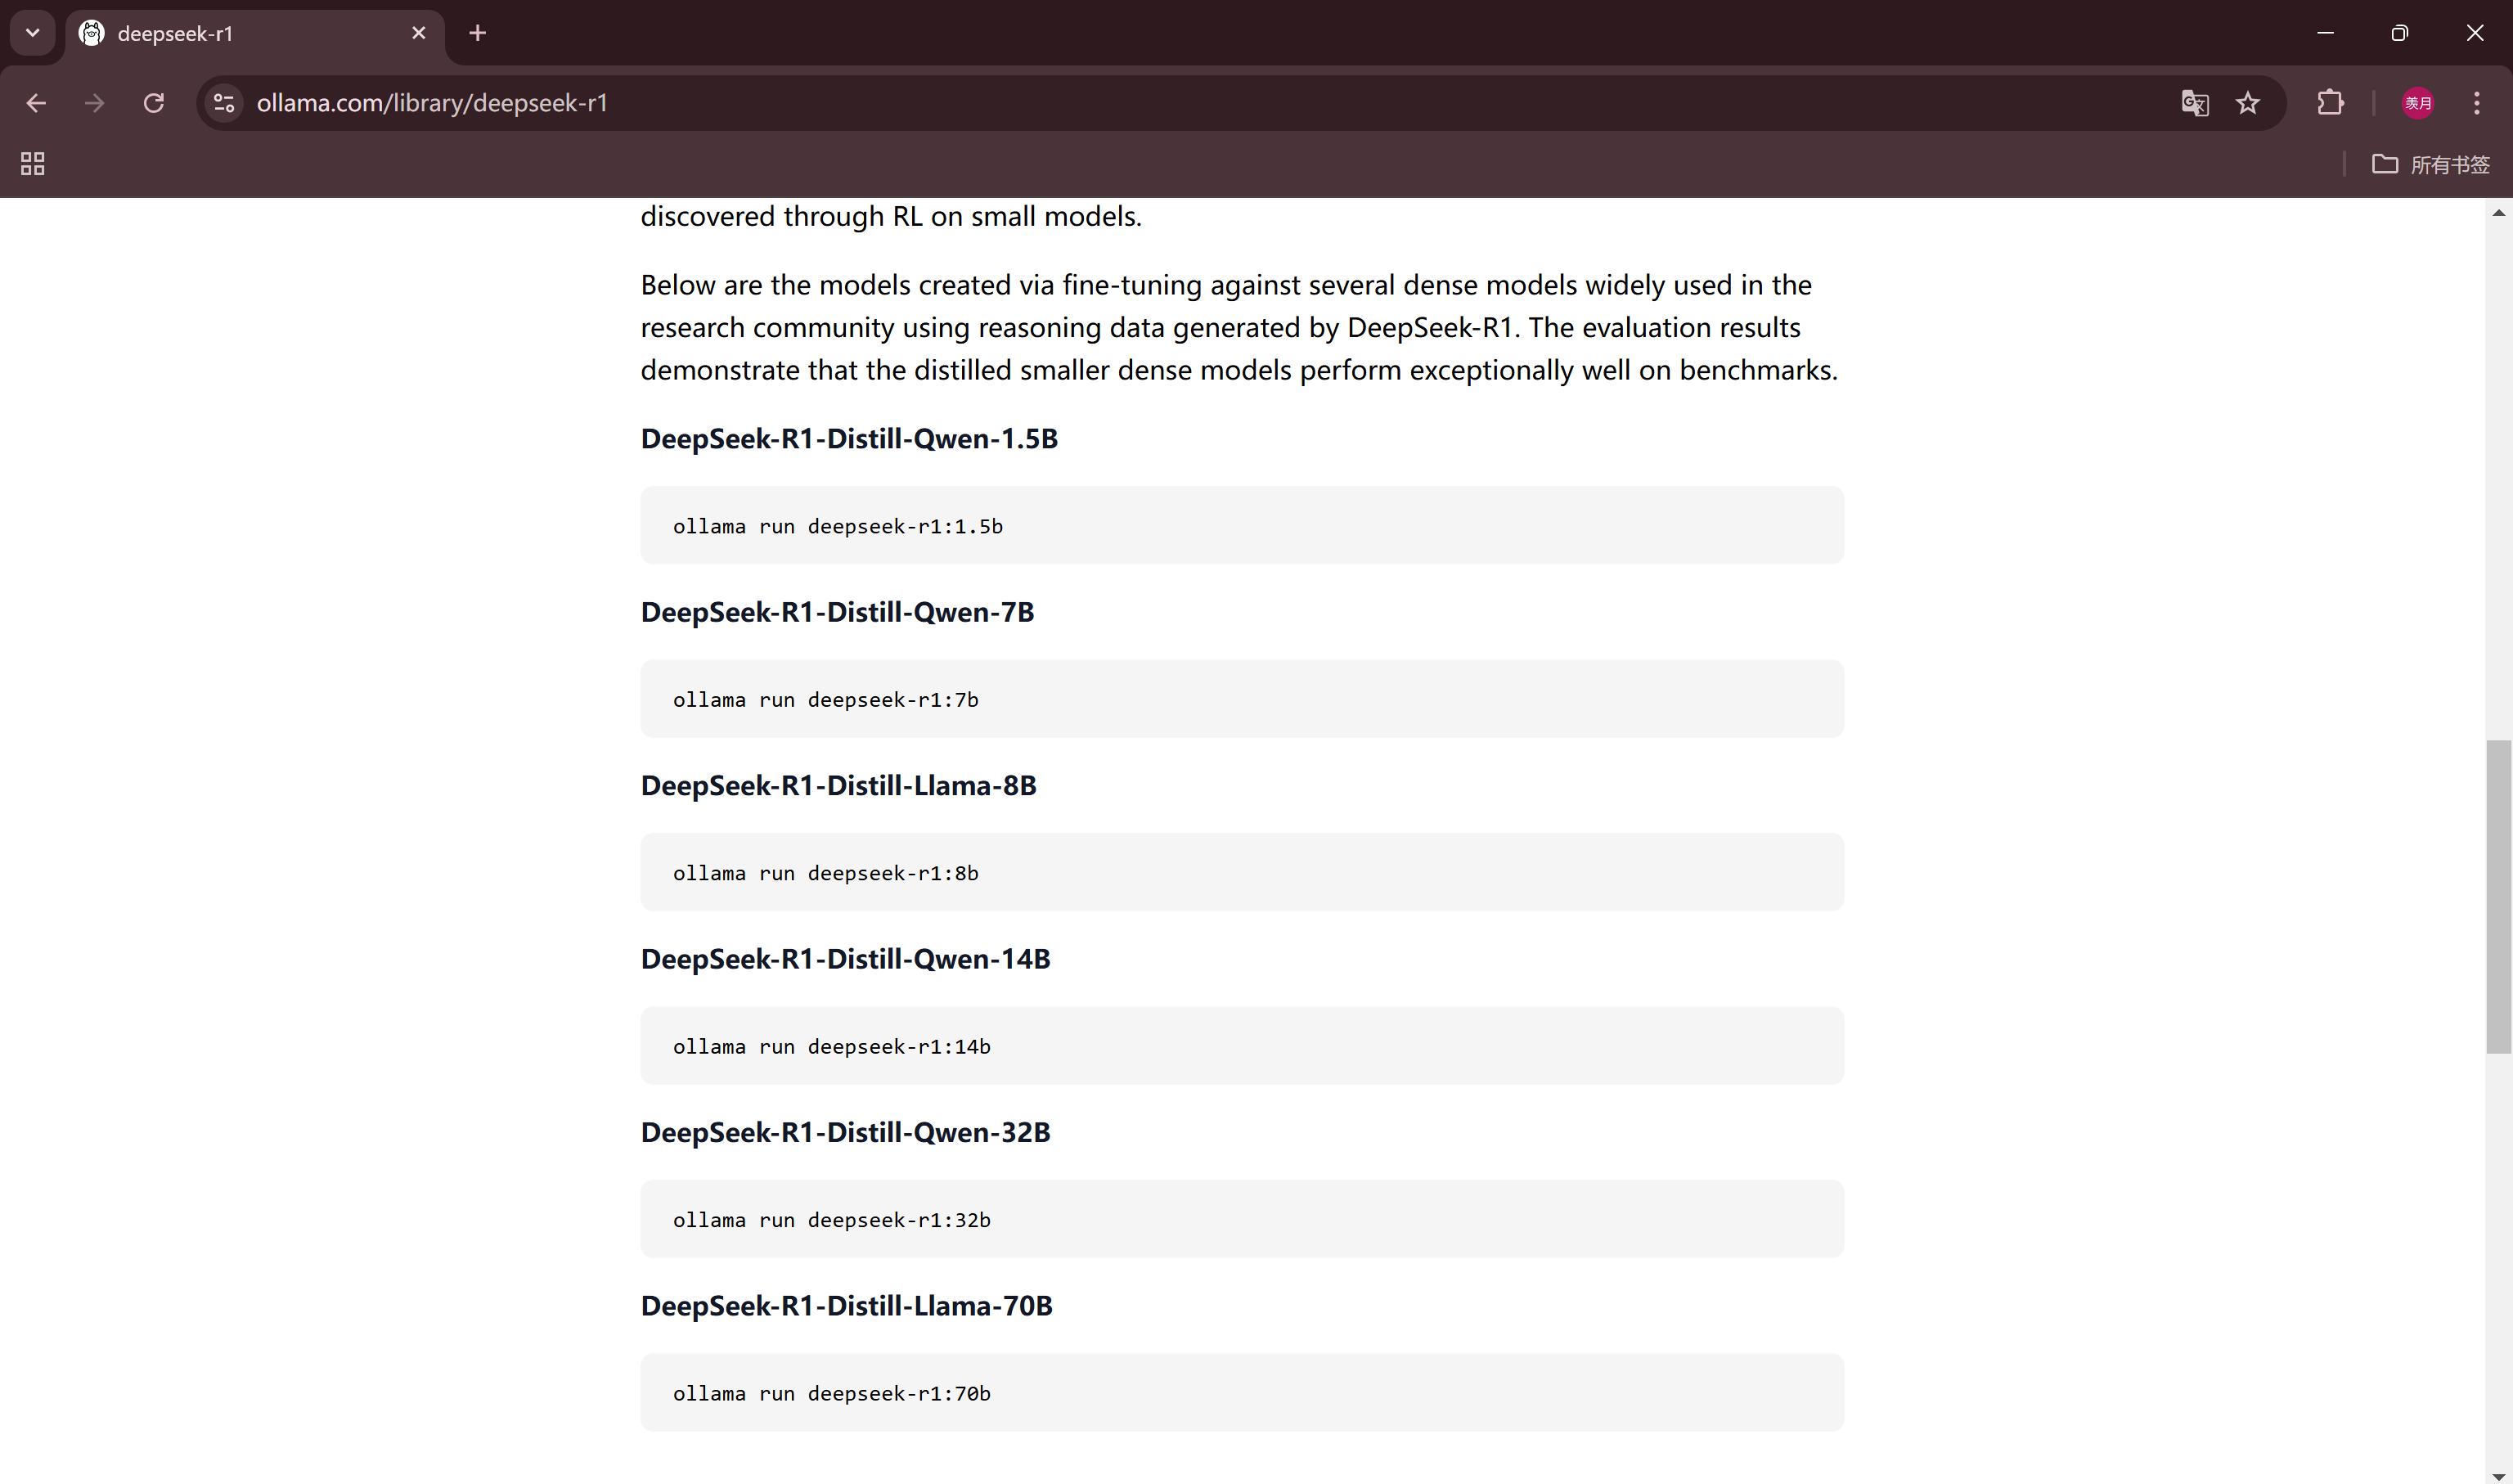 deepseek-r1
ollama.com/library/deepseek-r1
羡月
所有书签
discovered through RL on small models.
Below are the models created via fine-tuning against several dense models widely used in the
research community using reasoning data generated by DeepSeek-R1. The evaluation results
demonstrate that the distilled smaller dense models perform exceptionally well on benchmarks.
DeepSeek-R1-Distill-Qwen-1.5B
ollama run deepseek-r1:1.5b
DeepSeek-R1-Distill-Qwen-7B
ollama run deepseek-r1:7b
DeepSeek-R1-Distill-Llama-8B
ollama run deepseek-r1:8b
DeepSeek-R1-Distill-Qwen-14B
ollama run deepseek-r1:14b
DeepSeek-R1-Distill-Qwen-32B
ollama run deepseek-r1:32b
DeepSeek-R1-Distill-Llama-70B
ollama run deepseek-r1:70b